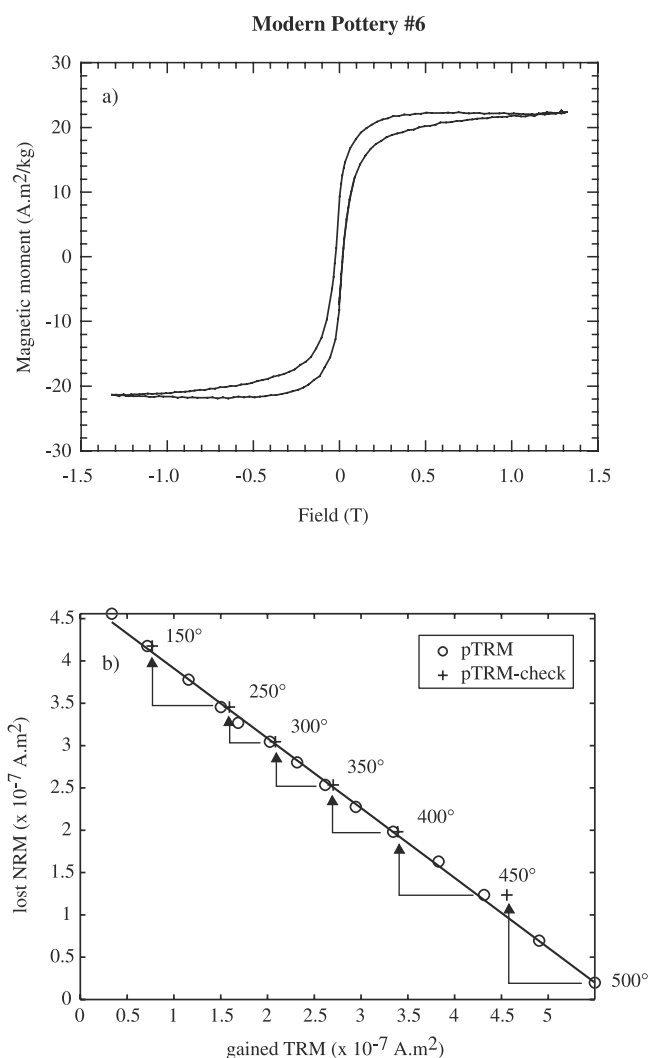 Modern Pottery #6
a)
Magnetic moment (A.m²/kg)
30
20
10
0
-10
-20
-30
-1.5 -1.0 -0.5 0 0.5 1.0 1.5
Field (T)
b)
lost NRM (x 10⁻⁷ A.m²)
4.5
4
3.5
3
2.5
2
1.5
1
0.5
0
pTRM
pTRM-check
150°
250°
300°
350°
400°
450°
500°
0 0.5 1 1.5 2 2.5 3 3.5 4 4.5 5
gained TRM (x 10⁻⁷ A.m²)